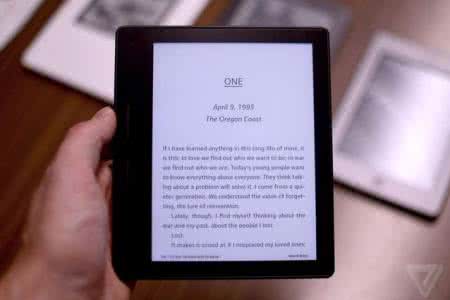 ONE
April 9, 1995
The Oregon Coast
If I have learned anything in this long life of mine, it
is this: In love we find out who we want to be; in war
we find out who we are. Today's young people want
to know everything about everyone. They think talk-
ing about a problem will solve it. I come from a qui-
eter generation. We understand the value of forget-
ting, the lure of reinvention.
Lately, though, I find myself thinking about the
war and my past, about the people I lost.
Lost.
It makes it sound as if I misplaced my loved ones;